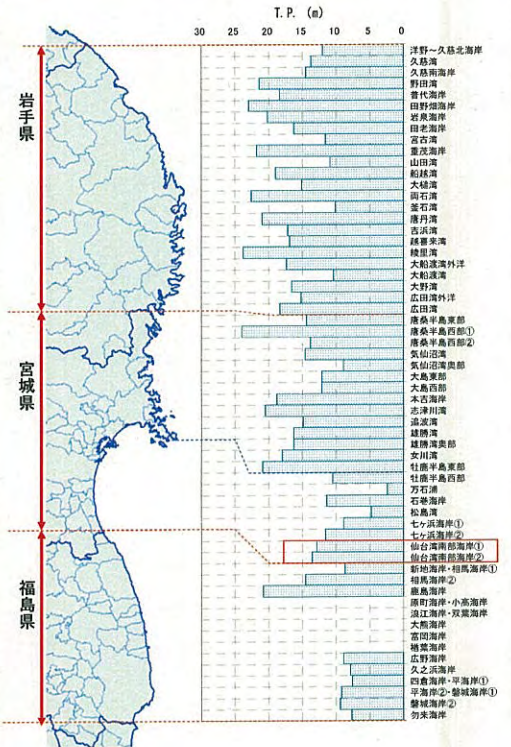 T.P. (m)
30 25 20 15 10 5 0
岩手県
宮城県
福島県
洋野～久慈北海岸
久慈湾
久慈南海岸
野田湾
普代海岸
田野畑海岸
岩泉海岸
田老海岸
宮古湾
重茂海岸
山田湾
船越湾
大槌湾
両石湾
釜石湾
唐丹湾
吉浜湾
越喜来湾
綾里湾
大船渡湾外洋
大船渡湾
大野湾
広田湾外洋
広田湾
唐桑半島東部
唐桑半島西部①
唐桑半島西部②
気仙沼湾
気仙沼湾奥部
大島東部
大島西部
本吉海岸
志津川湾
追波湾
雄勝湾
雄勝湾奥部
女川湾
牡鹿半島東部
牡鹿半島西部
万石浦
石巻海岸
松島湾
七ヶ浜海岸①
七ヶ浜海岸②
仙台湾南部海岸①
仙台湾南部海岸②
新地海岸・相馬海岸①
相馬海岸②
鹿島海岸
原町海岸・小高海岸
浪江海岸・双葉海岸
大熊海岸
富岡海岸
楢葉海岸
広野海岸
久之浜海岸
四倉海岸・平海岸①
平海岸②・磐城海岸①
磐城海岸②
勿来海岸